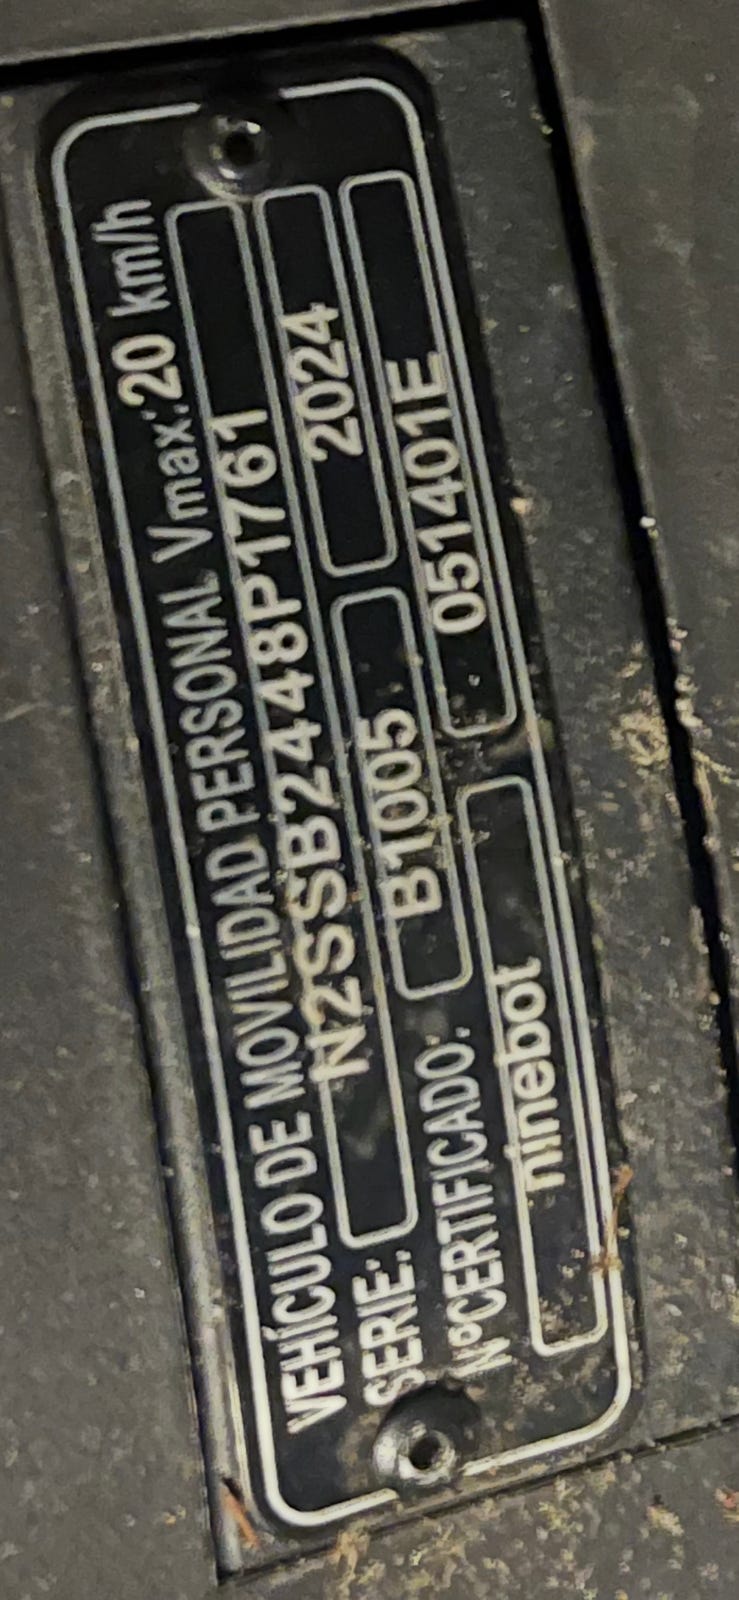 VEHÍCULO DE MOVILIDAD PERSONAL Vmax: 20 km/h
SERIE: N2SSB2448P1761
NºCERTIFICADO: B1005 2024
ninebot 051401E